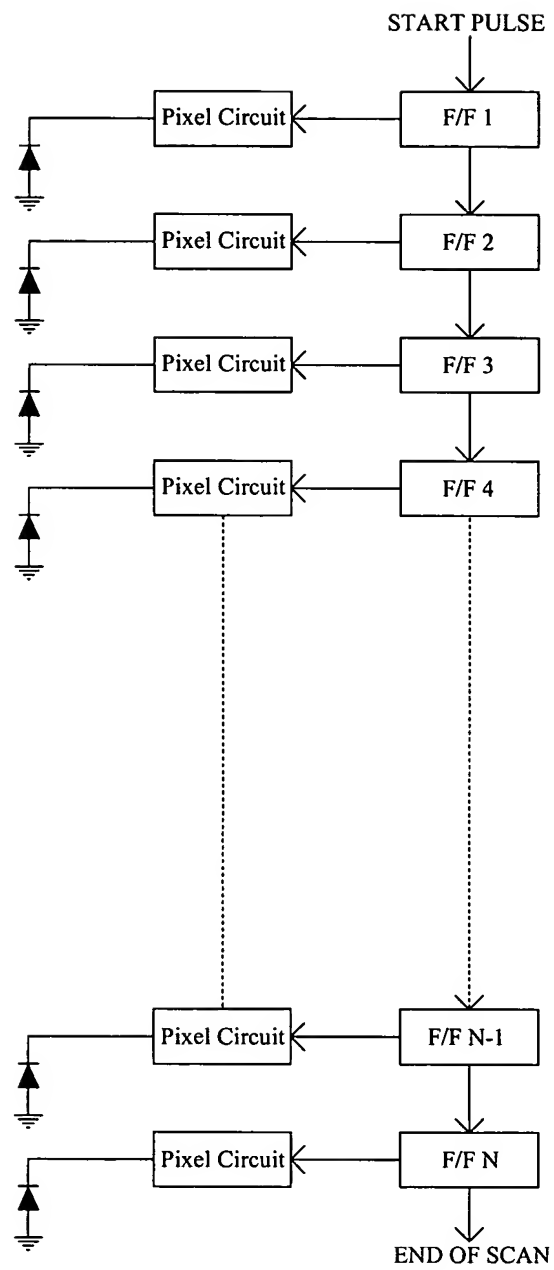 START PULSE
Pixel Circuit
F/F 1
Pixel Circuit
F/F 2
Pixel Circuit
F/F 3
Pixel Circuit
F/F 4
Pixel Circuit
F/F N-1
Pixel Circuit
F/F N
END OF SCAN